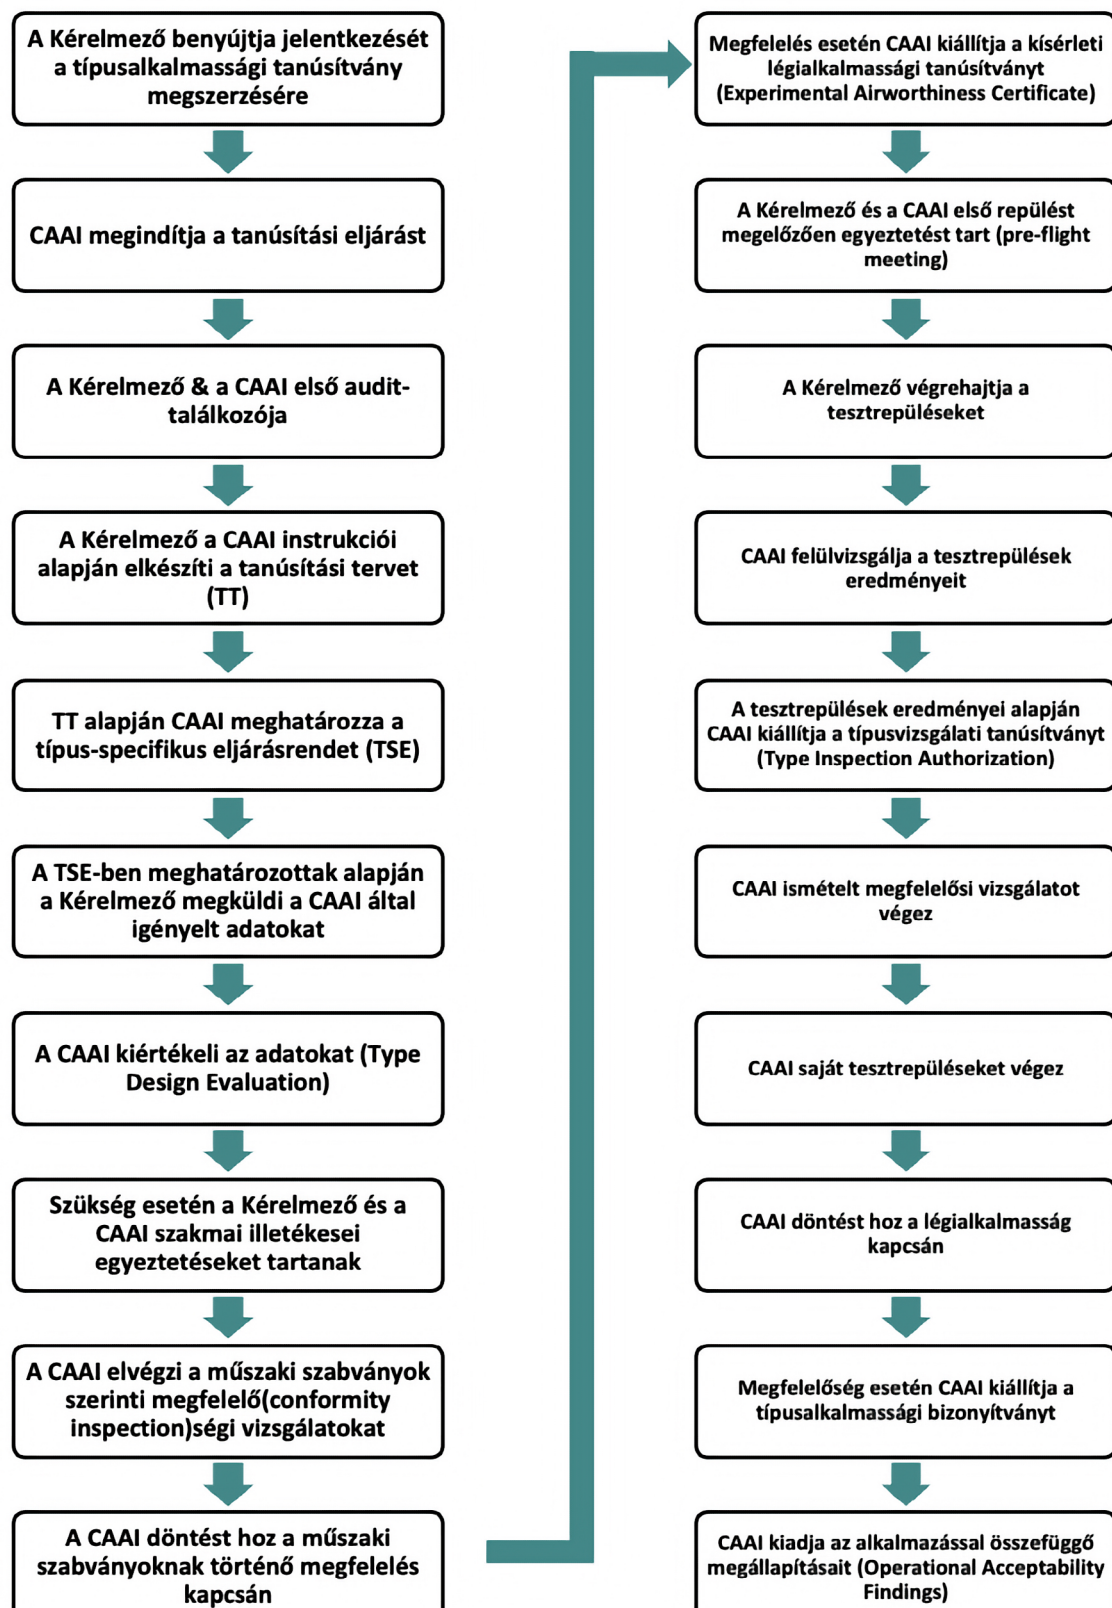 A Kérelmező benyújtja jelentkezését
a típusalkalmassági tanúsítvány
megszerzésére
CAAI megindítja a tanúsítási eljárást
A Kérelmező & a CAAI első audit-
találkozója
A Kérelmező a CAAI instrukciói
alapján elkészíti a tanúsítási tervet
(TT)
TT alapján CAAI meghatározza a
típus-specifikus eljárásrendet (TSE)
A TSE-ben meghatározottak alapján
a Kérelmező megküldi a CAAI által
igényelt adatokat
A CAAI kiértékeli az adatokat (Type
Design Evaluation)
Szükség esetén a Kérelmező és a
CAAI szakmai illetékesei
egyeztetéseket tartanak
A CAAI elvégzi a műszaki szabványok
szerinti megfelelő(conformity
inspection)ségi vizsgálatokat
A CAAI döntést hoz a műszaki
szabványoknak történő megfelelés
kapcsán
Megfelelés esetén CAAI kiállítja a kísérleti
légialkalmassági tanúsítványt
(Experimental Airworthiness Certificate)
A Kérelmező és a CAAI első repülést
megelőzően egyeztetést tart (pre-flight
meeting)
A Kérelmező végrehajtja a
tesztrepüléseket
CAAI felülvizsgálja a tesztrepülések
eredményeit
A tesztrepülések eredményei alapján
CAAI kiállítja a típusvizsgálati tanúsítványt
(Type Inspection Authorization)
CAAI ismételt megfelelősi vizsgálatot
végez
CAAI saját tesztrepüléseket végez
CAAI döntést hoz a légialkalmasság
kapcsán
Megfelelőség esetén CAAI kiállítja a
típusalkalmassági bizonyítványt
CAAI kiadja az alkalmazással összefüggő
megállapításait (Operational Acceptability
Findings)